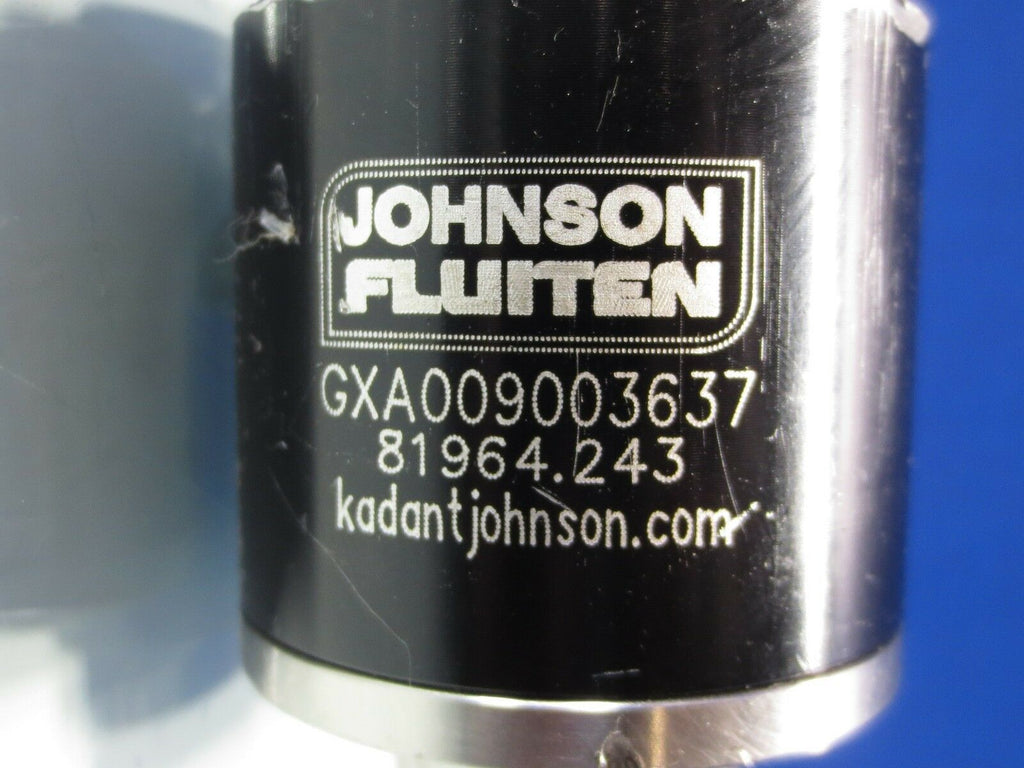 JOHNSON
FLUITEN
GXA009003637
81964.243
kadantjohnson.com